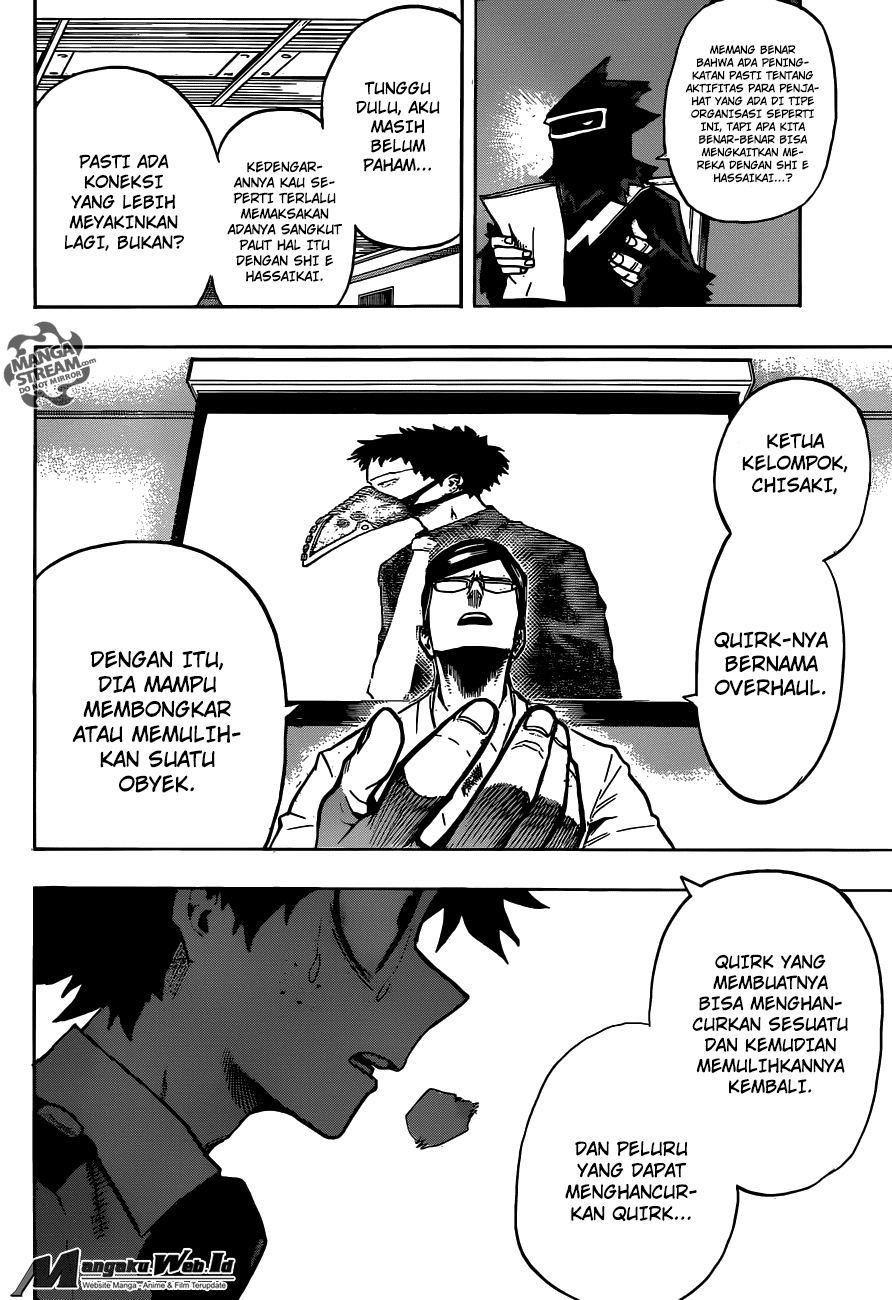 MEMANG BENAR
BAHWA ADA PENING-
KATAN PASTI TENTANG
AKTIFITAS PARA PENJA-
HAT YANG ADA DI TIPE
ORGANISASI SEPERTI
INI, TAPI APA KITA
BENAR-BENAR BISA
MENGKAITKAN ME-
REKA DENGAN SHI E
HASSAIKAI...?
TUNGGU
DULU, AKU
MASIH
BELUM
PAHAM...
KEDENGAR-
ANNYA KAU SE-
PERTI TERLALU
MEMAKSAKAN
ADANYA SANGKUT
PAUT HAL ITU
DENGAN SHI E
HASSAIKAI.
PASTI ADA
KONEKSI
YANG LEBIH
MEYAKINKAN
LAGI, BUKAN?
MANGA
STREAM.com
DO NOT MIRROR
KETUA
KELOMPOK,
CHISAKI,
QUIRK-NYA
BERNAMA
OVERHAUL.
DENGAN ITU,
DIA MAMPU
MEMBONGKAR
ATAU MEMULIH-
KAN SUATU
OBYEK.
QUIRK YANG
MEMBUATNYA
BISA MENGHAN-
CURKAN SESUATU
DAN KEMUDIAN
MEMULIHKANNYA
KEMBALI.
DAN PELURU
YANG DAPAT
MENGHANCUR-
KAN QUIRK...
Mangaku.Web.Id
Website Manga - Anime & Film Terupdate